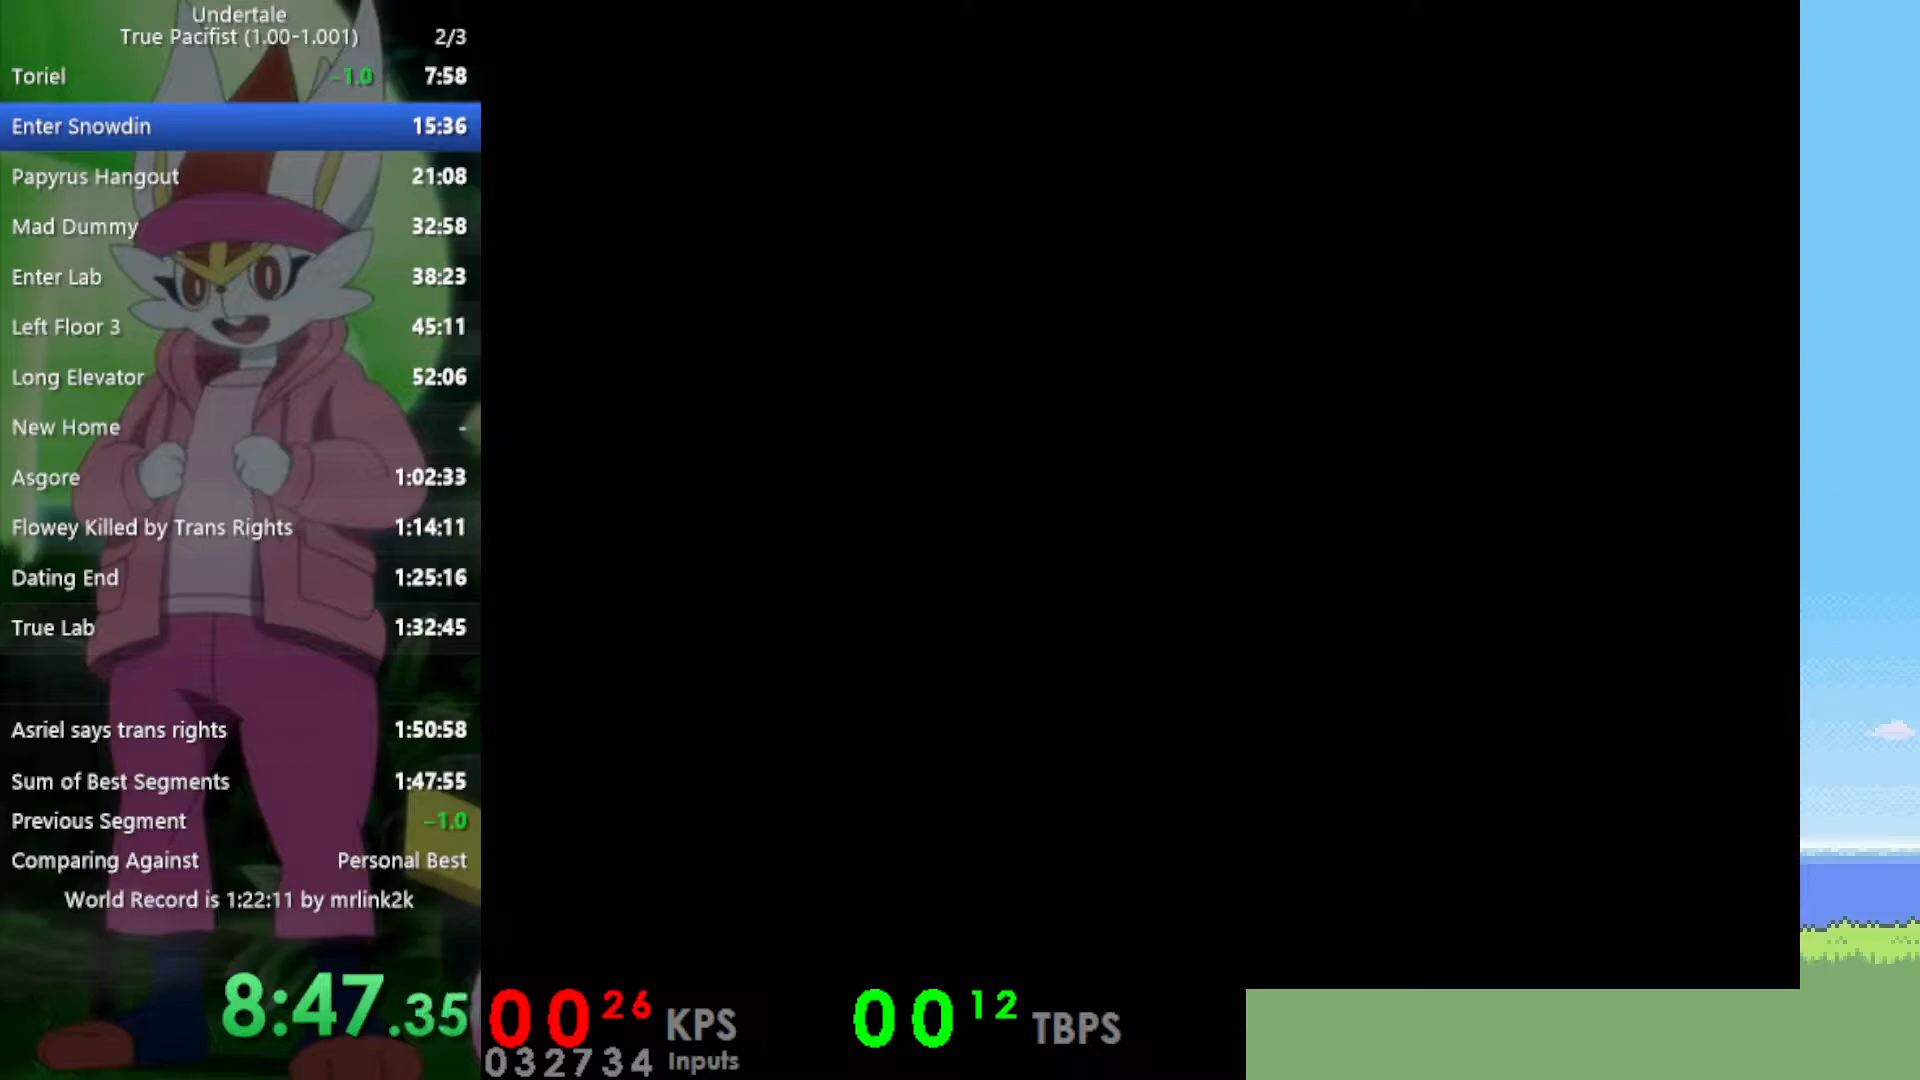 Undertale
True Pacifist (1.00-1.001) 2/3
Toriel −1.0 7:58
Enter Snowdin 15:36
Papyrus Hangout 21:08
Mad Dummy 32:58
Enter Lab 38:23
Left Floor 3 45:11
Long Elevator 52:06
New Home -
Asgore 1:02:33
Flowey Killed by Trans Rights 1:14:11
Dating End 1:25:16
True Lab 1:32:45
Asriel says trans rights 1:50:58
Sum of Best Segments 1:47:55
Previous Segment −1.0
Comparing Against Personal Best
World Record is 1:22:11 by mrlink2k
8:47.35
00 26 KPS 00 12 TBPS
032734 Inputs